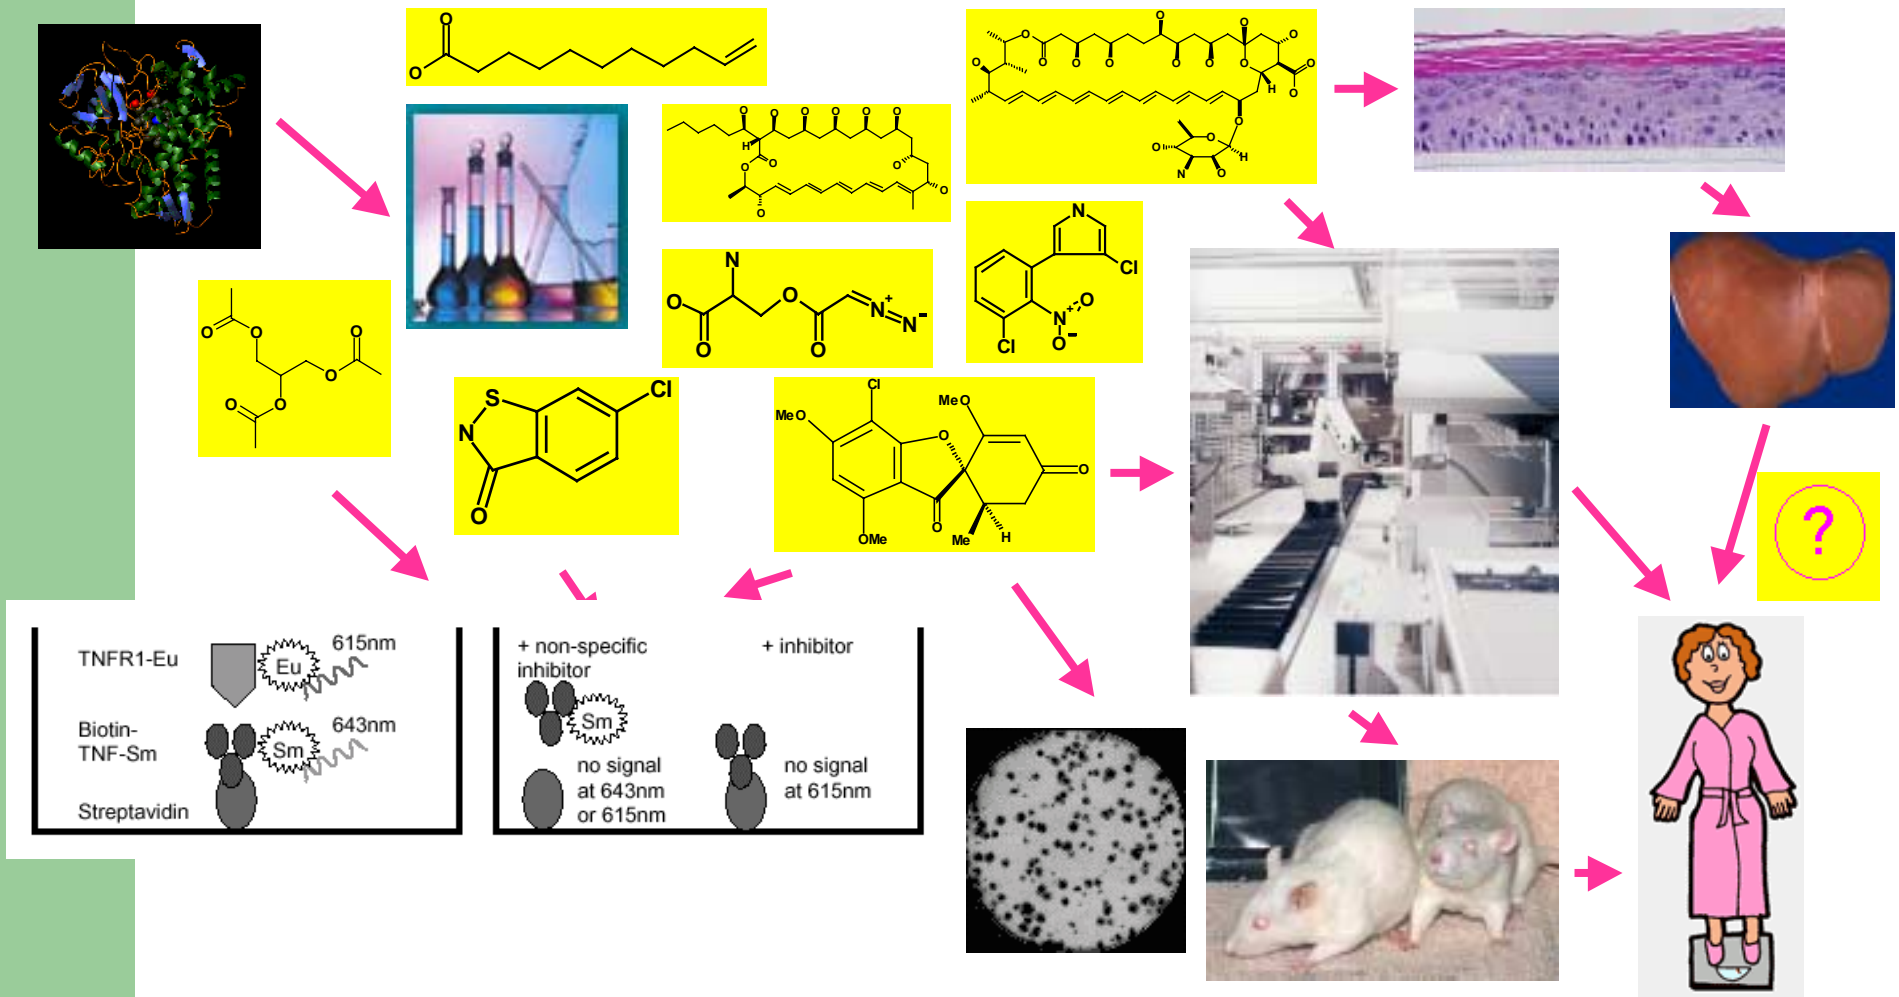 O
O
O O O O O O
H
O
O
O
O
O
O
O O
O O
O
O O O O O
O
O
H
O
O
O
O
H
N
O
N
O
O
N+
N-
O
O
N
Cl
O
N+
O-
Cl
O
O
O
O
O
O
S
Cl
N
O
Cl
MeO
MeO
O
O
O
OMe
Me
H
?
TNFR1-Eu
Eu
615nm
Biotin-
TNF-Sm
Sm
643nm
Streptavidin
+ non-specific
inhibitor
Sm
no signal
at 643nm
or 615nm
+ inhibitor
no signal
at 615nm